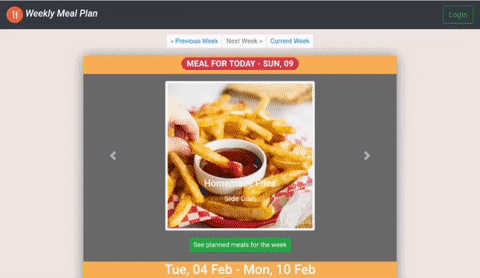 Weekly Meal Plan
Login
« Previous Week
Next Week »
Current Week
MEAL FOR TODAY - SUN, 09
Homemade Fries
Side Dish
See planned meals for the week
Tue, 04 Feb - Mon, 10 Feb